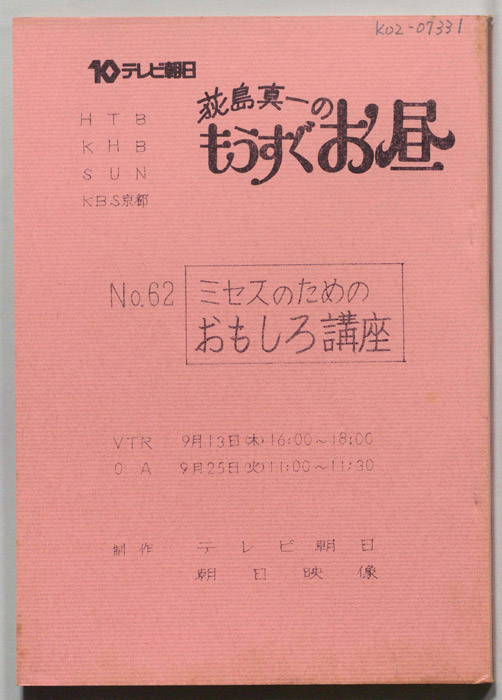 K02-07331
10テレビ朝日
荻島真一の
もうすぐお昼
HTB
KHB
SUN
KBS京都
No.62 ミセスのための
おもしろ講座
VTR 9月13日(木)16:00~18:00
OA 9月25日(火)11:00~11:30
制作 テレビ朝日
朝日映像